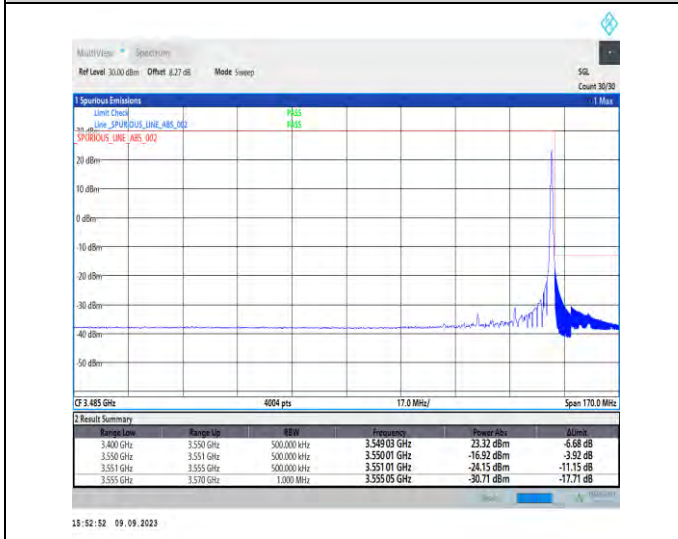 MultiView Spectrum
Ref Level 30.00 dBm Offset 8.27 dB Mode Sweep SGL
Count 30/30
1 Spurious Emissions 1 Max
Limit Check PASS
Line _SPURIOUS_LINE_ABS_002 PASS
_SPURIOUS_LINE_ABS_002
20 dBm
10 dBm
0 dBm
-10 dBm
-20 dBm
-30 dBm
-40 dBm
-50 dBm
CF 3.485 GHz 4004 pts 17.0 MHz/ Span 170.0 MHz
2 Result Summary
Range Low Range Up RBW Frequency Power Abs ΔLimit
3.400 GHz 3.550 GHz 500.000 kHz 3.549 03 GHz 23.32 dBm -6.68 dB
3.550 GHz 3.551 GHz 500.000 kHz 3.550 01 GHz -16.92 dBm -3.92 dB
3.551 GHz 3.555 GHz 500.000 kHz 3.551 01 GHz -24.15 dBm -11.15 dB
3.555 GHz 3.570 GHz 1.000 MHz 3.555 05 GHz -30.71 dBm -17.71 dB
15:52:52 09.09.2023